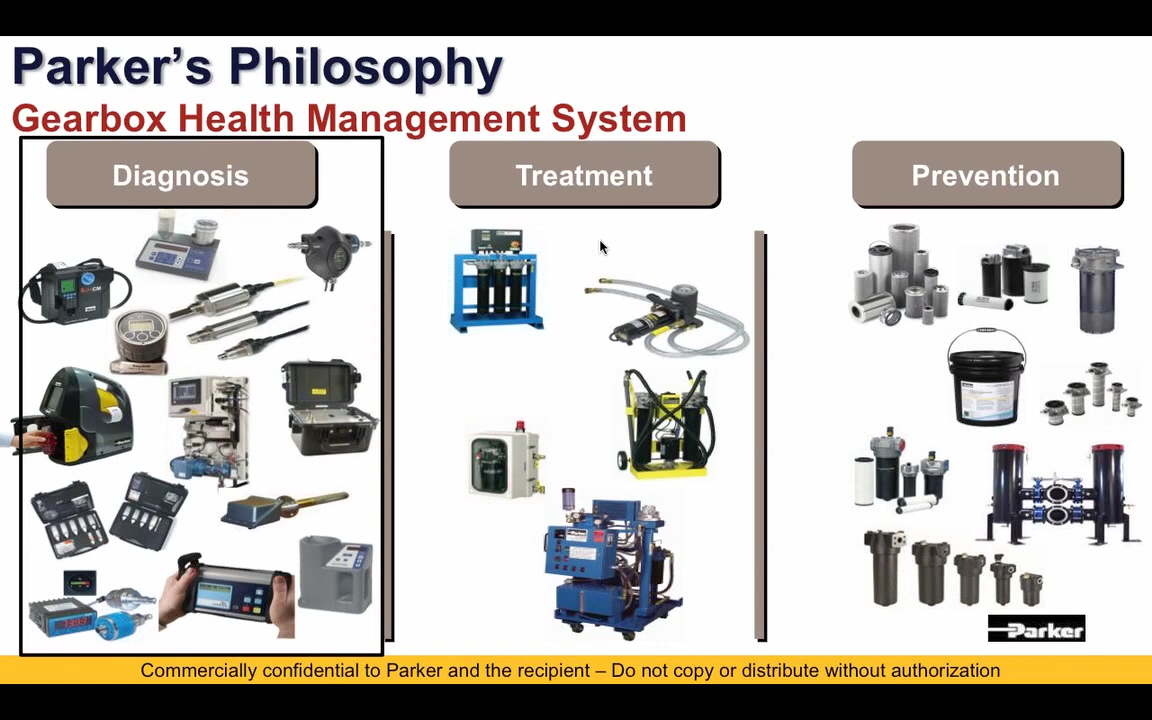 Parker's Philosophy
Gearbox Health Management System
Diagnosis
Treatment
Prevention
Parker
Commercially confidential to Parker and the recipient – Do not copy or distribute without authorization